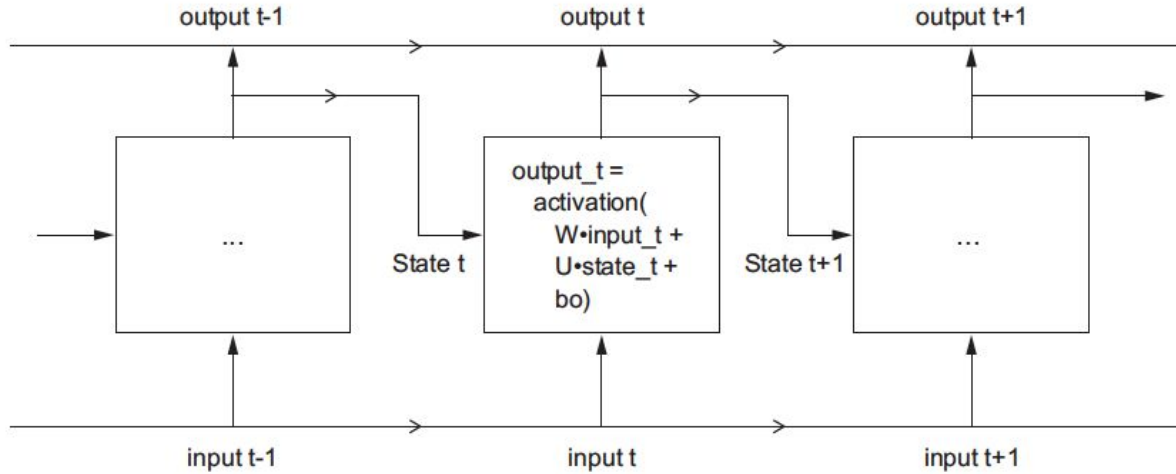 output t-1
output t
output t+1
...
output_t =
activation(
W•input_t +
U•state_t +
bo)
...
State t
State t+1
input t-1
input t
input t+1